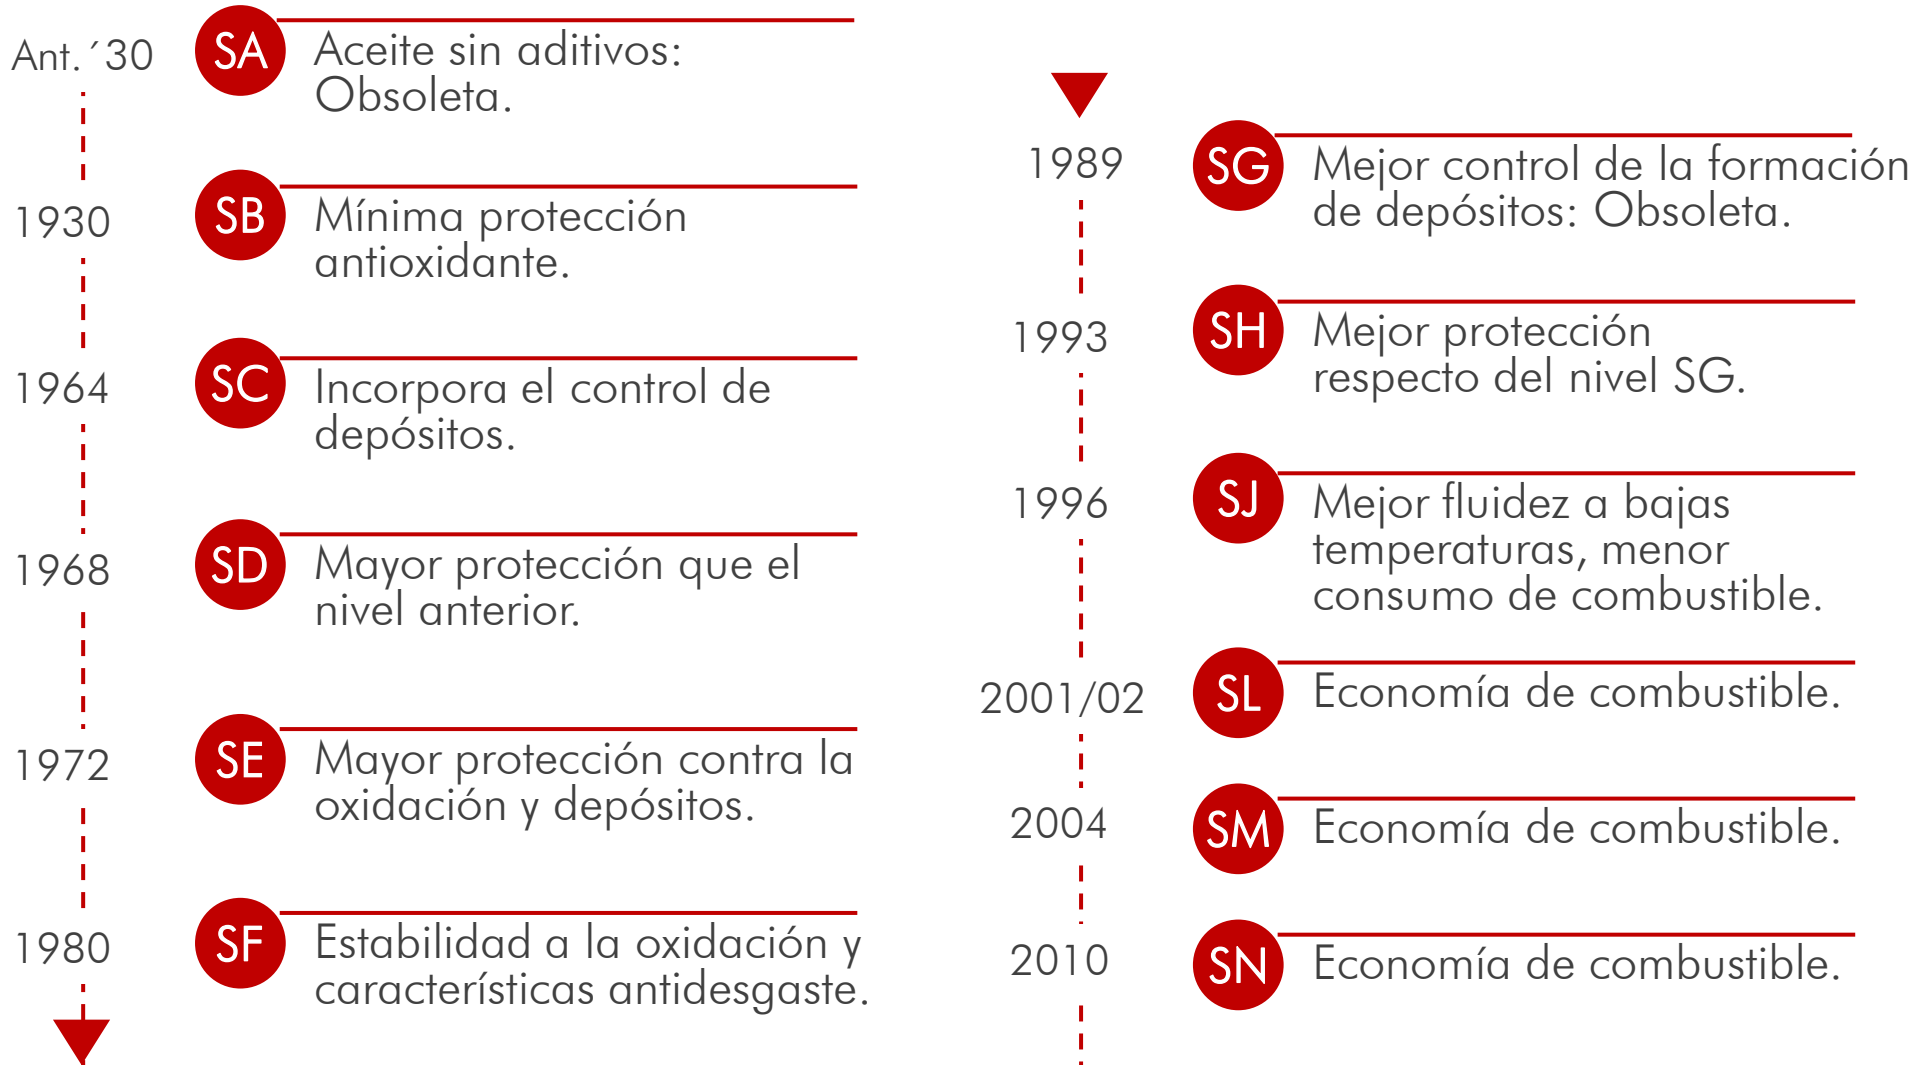 Ant. ´30
SA
Aceite sin aditivos:
Obsoleta.
1930
SB
Mínima protección
antioxidante.
1964
SC
Incorpora el control de
depósitos.
1968
SD
Mayor protección que el
nivel anterior.
1972
SE
Mayor protección contra la
oxidación y depósitos.
1980
SF
Estabilidad a la oxidación y
características antidesgaste.
1989
SG
Mejor control de la formación
de depósitos: Obsoleta.
1993
SH
Mejor protección
respecto del nivel SG.
1996
SJ
Mejor fluidez a bajas
temperaturas, menor
consumo de combustible.
2001/02
SL
Economía de combustible.
2004
SM
Economía de combustible.
2010
SN
Economía de combustible.